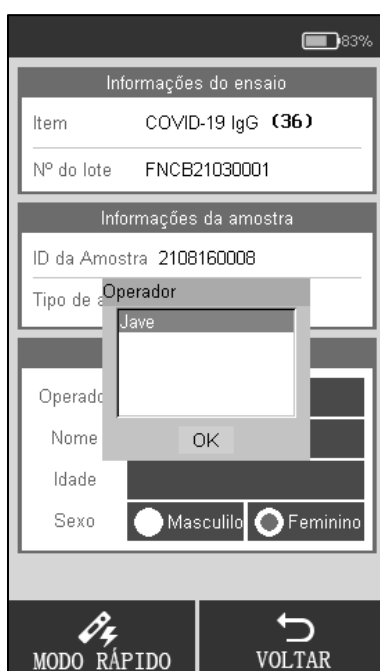 83%
Informações do ensaio
Item COVID-19 IgG (36)
Nº do lote FNCB21030001
Informações da amostra
ID da Amostra 2108160008
Tipo de a
Operador
Jave
Operado
Nome
OK
Idade
Sexo Masculilo Feminino
MODO RÁPIDO VOLTAR